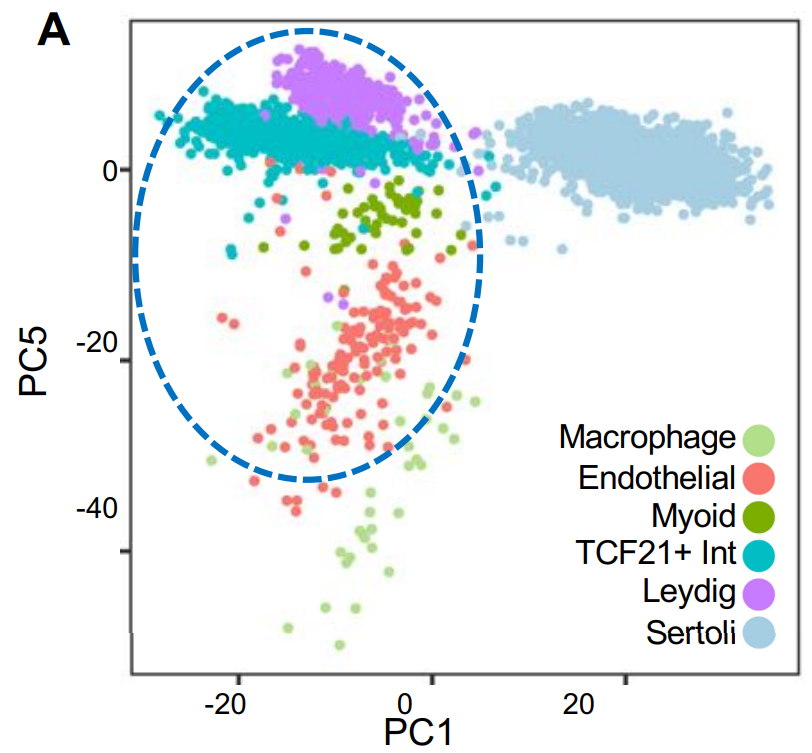 A
0
-20
-40
PC5
Macrophage
Endothelial
Myoid
TCF21+ Int
Leydig
Sertoli
-20 0 20
PC1